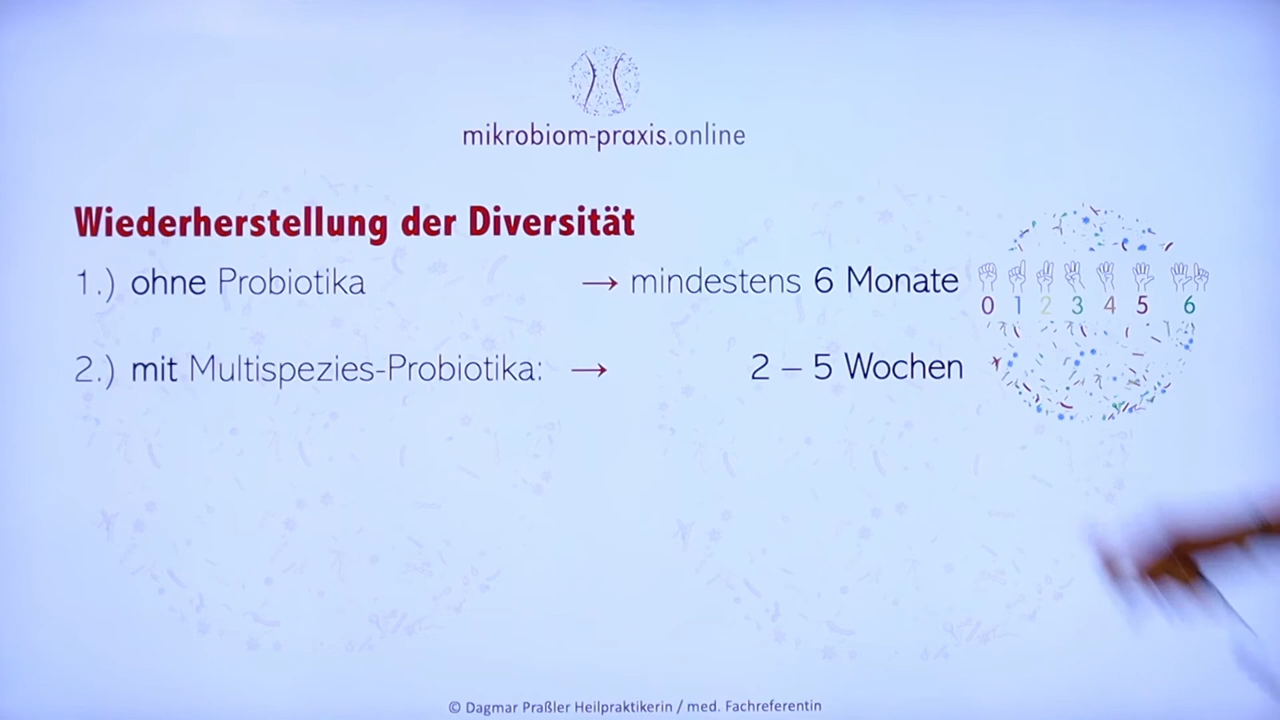 mikrobiom-praxis.online
Wiederherstellung der Diversität
1.) ohne Probiotika → mindestens 6 Monate
0 1 2 3 4 5 6
2.) mit Multispezies-Probiotika: → 2 – 5 Wochen
© Dagmar Praßler Heilpraktikerin / med. Fachreferentin